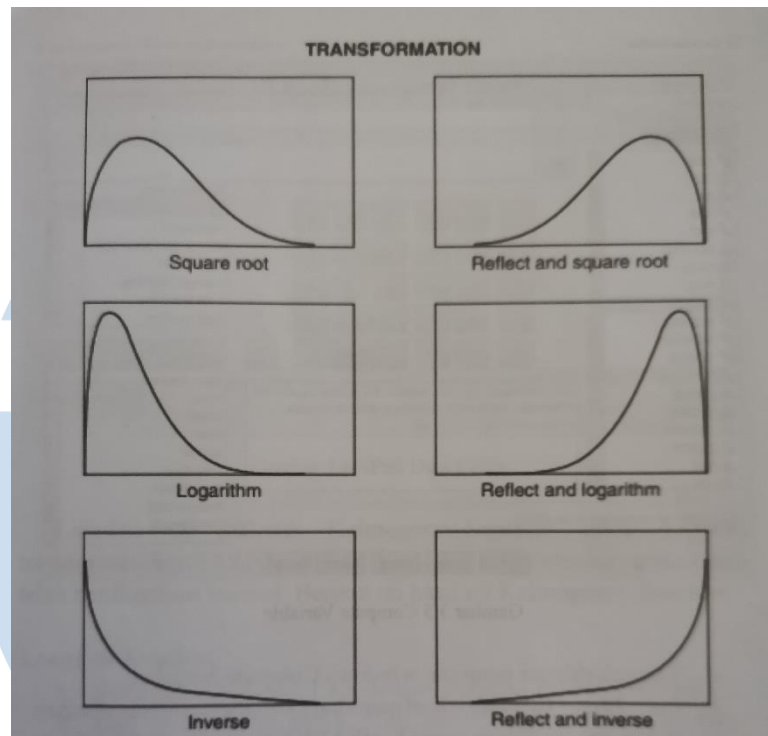 TRANSFORMATION
Square root
Reflect and square root
Logarithm
Reflect and logarithm
Inverse
Reflect and inverse